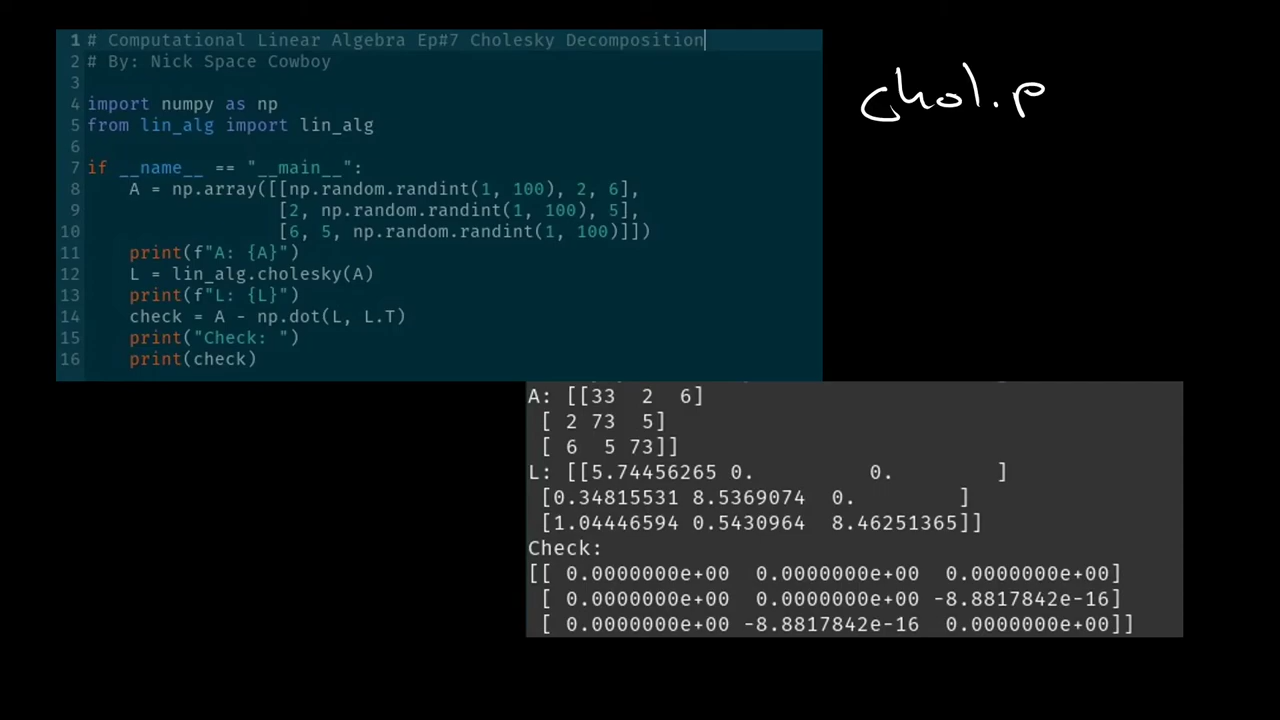 1 # Computational Linear Algebra Ep#7 Cholesky Decomposition
2 # By: Nick Space Cowboy
3
4 import numpy as np
5 from lin_alg import lin_alg
6
7 if __name__ == "__main__":
8     A = np.array([[np.random.randint(1, 100), 2, 6],
9                   [2, np.random.randint(1, 100), 5],
10                   [6, 5, np.random.randint(1, 100)]])
11     print(f"A: {A}")
12     L = lin_alg.cholesky(A)
13     print(f"L: {L}")
14     check = A - np.dot(L, L.T)
15     print("Check: ")
16     print(check)
chol.p
A: [[33  2  6]
 [ 2 73  5]
 [ 6  5 73]]
L: [[5.74456265 0.         0.        ]
 [0.34815531 8.5369074  0.        ]
 [1.04446594 0.5430964  8.46251365]]
Check:
[[ 0.0000000e+00  0.0000000e+00  0.0000000e+00]
 [ 0.0000000e+00  0.0000000e+00 -8.8817842e-16]
 [ 0.0000000e+00 -8.8817842e-16  0.0000000e+00]]